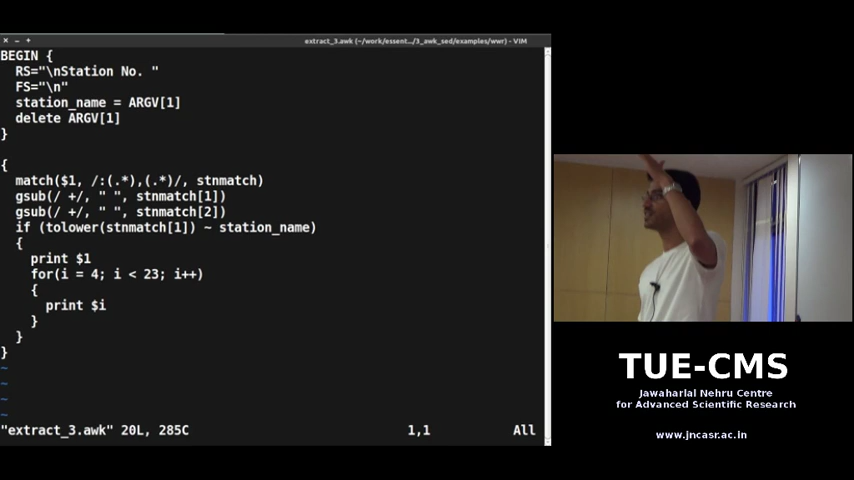 extract_3.awk (~/work/essent.../3_awk_sed/examples/wwr) - VIM
BEGIN {
  RS="\nStation No. "
  FS="\n"
  station_name = ARGV[1]
  delete ARGV[1]
}

{
  match($1, /:(.*),(.*)/, stnmatch)
  gsub(/ +/, " ", stnmatch[1])
  gsub(/ +/, " ", stnmatch[2])
  if (tolower(stnmatch[1]) ~ station_name)
  {
    print $1
    for(i = 4; i < 23; i++)
    {
      print $i
    }
  }
}
~
~
~
~
"extract_3.awk" 20L, 285C 1,1 All
TUE-CMS
Jawaharlal Nehru Centre
for Advanced Scientific Research
www.jncasr.ac.in